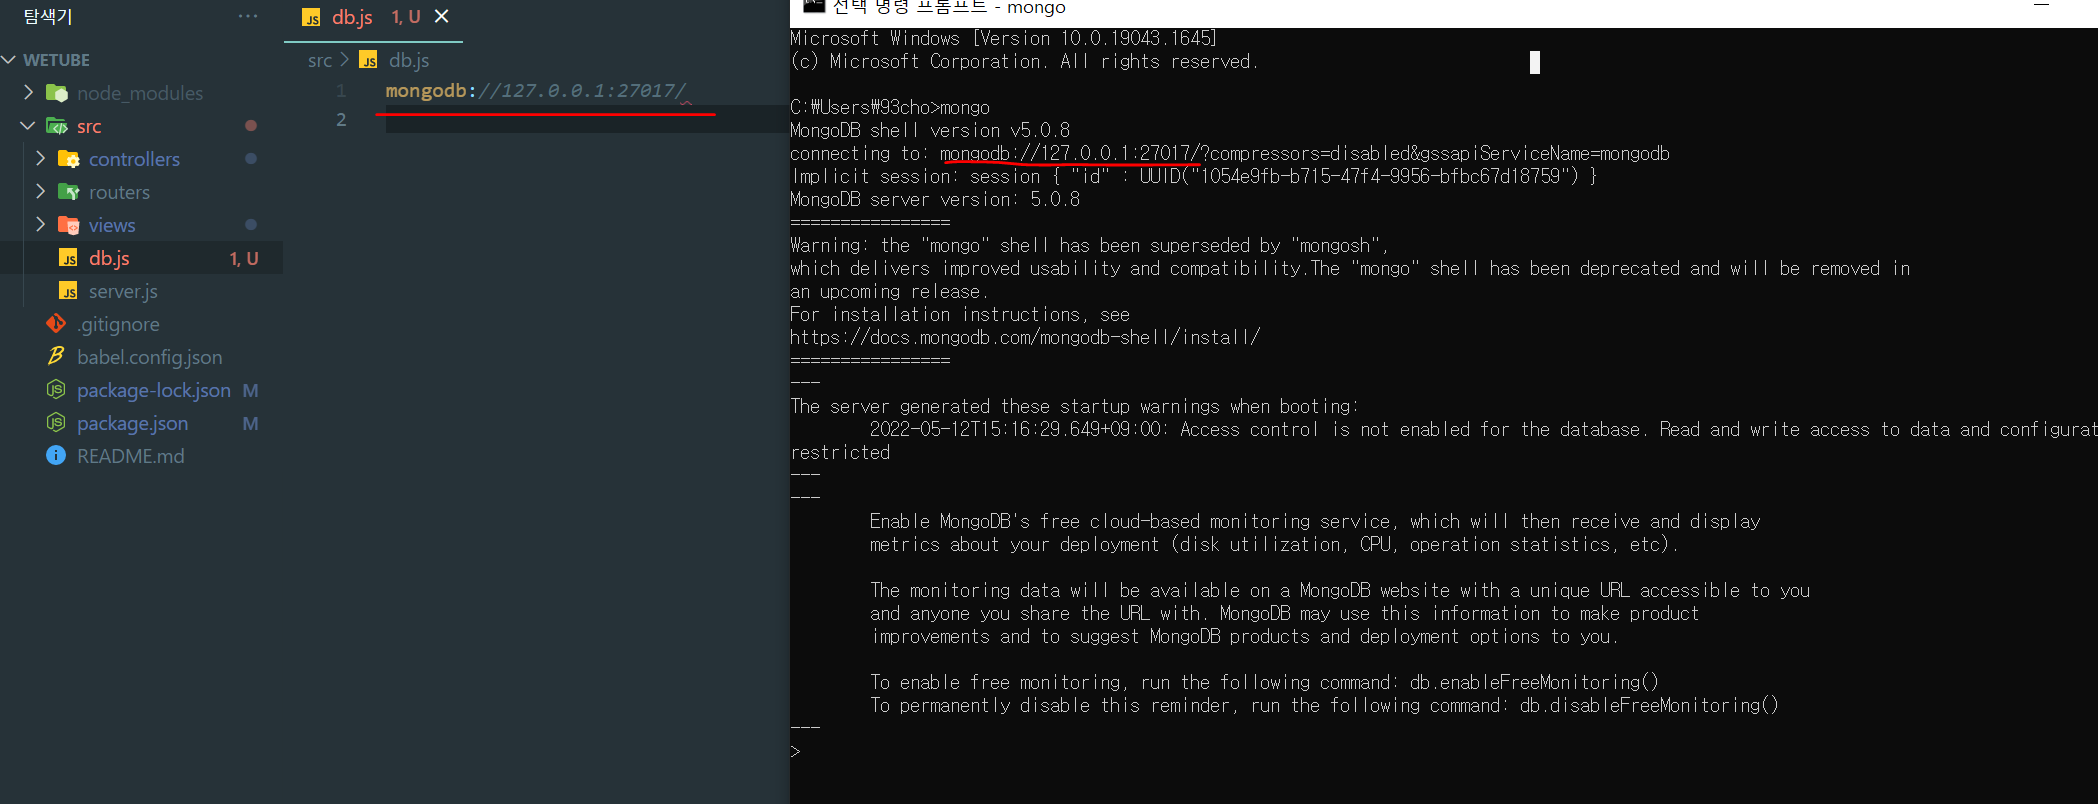 탐색기 ···
WETUBE
node_modules
src
controllers
routers
views
db.js 1, U
server.js
.gitignore
babel.config.json
package-lock.json M
package.json M
README.md
db.js 1, U
src > db.js
1 mongodb://127.0.0.1:27017/
2
선택 명령 프롬프트 - mongo
Microsoft Windows [Version 10.0.19043.1645]
(c) Microsoft Corporation. All rights reserved.
C:₩Users₩93cho>mongo
MongoDB shell version v5.0.8
connecting to: mongodb://127.0.0.1:27017/?compressors=disabled&gssapiServiceName=mongodb
Implicit session: session { "id" : UUID("1054e9fb-b715-47f4-9956-bfbc67d18759") }
MongoDB server version: 5.0.8
================
Warning: the "mongo" shell has been superseded by "mongosh",
which delivers improved usability and compatibility.The "mongo" shell has been deprecated and will be removed in
an upcoming release.
For installation instructions, see
https://docs.mongodb.com/mongodb-shell/install/
================
---
The server generated these startup warnings when booting:
2022-05-12T15:16:29.649+09:00: Access control is not enabled for the database. Read and write access to data and configurat
restricted
---
---
Enable MongoDB's free cloud-based monitoring service, which will then receive and display
metrics about your deployment (disk utilization, CPU, operation statistics, etc).
The monitoring data will be available on a MongoDB website with a unique URL accessible to you
and anyone you share the URL with. MongoDB may use this information to make product
improvements and to suggest MongoDB products and deployment options to you.
To enable free monitoring, run the following command: db.enableFreeMonitoring()
To permanently disable this reminder, run the following command: db.disableFreeMonitoring()
---
>